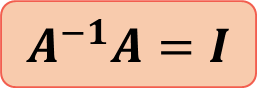 A⁻¹A = I